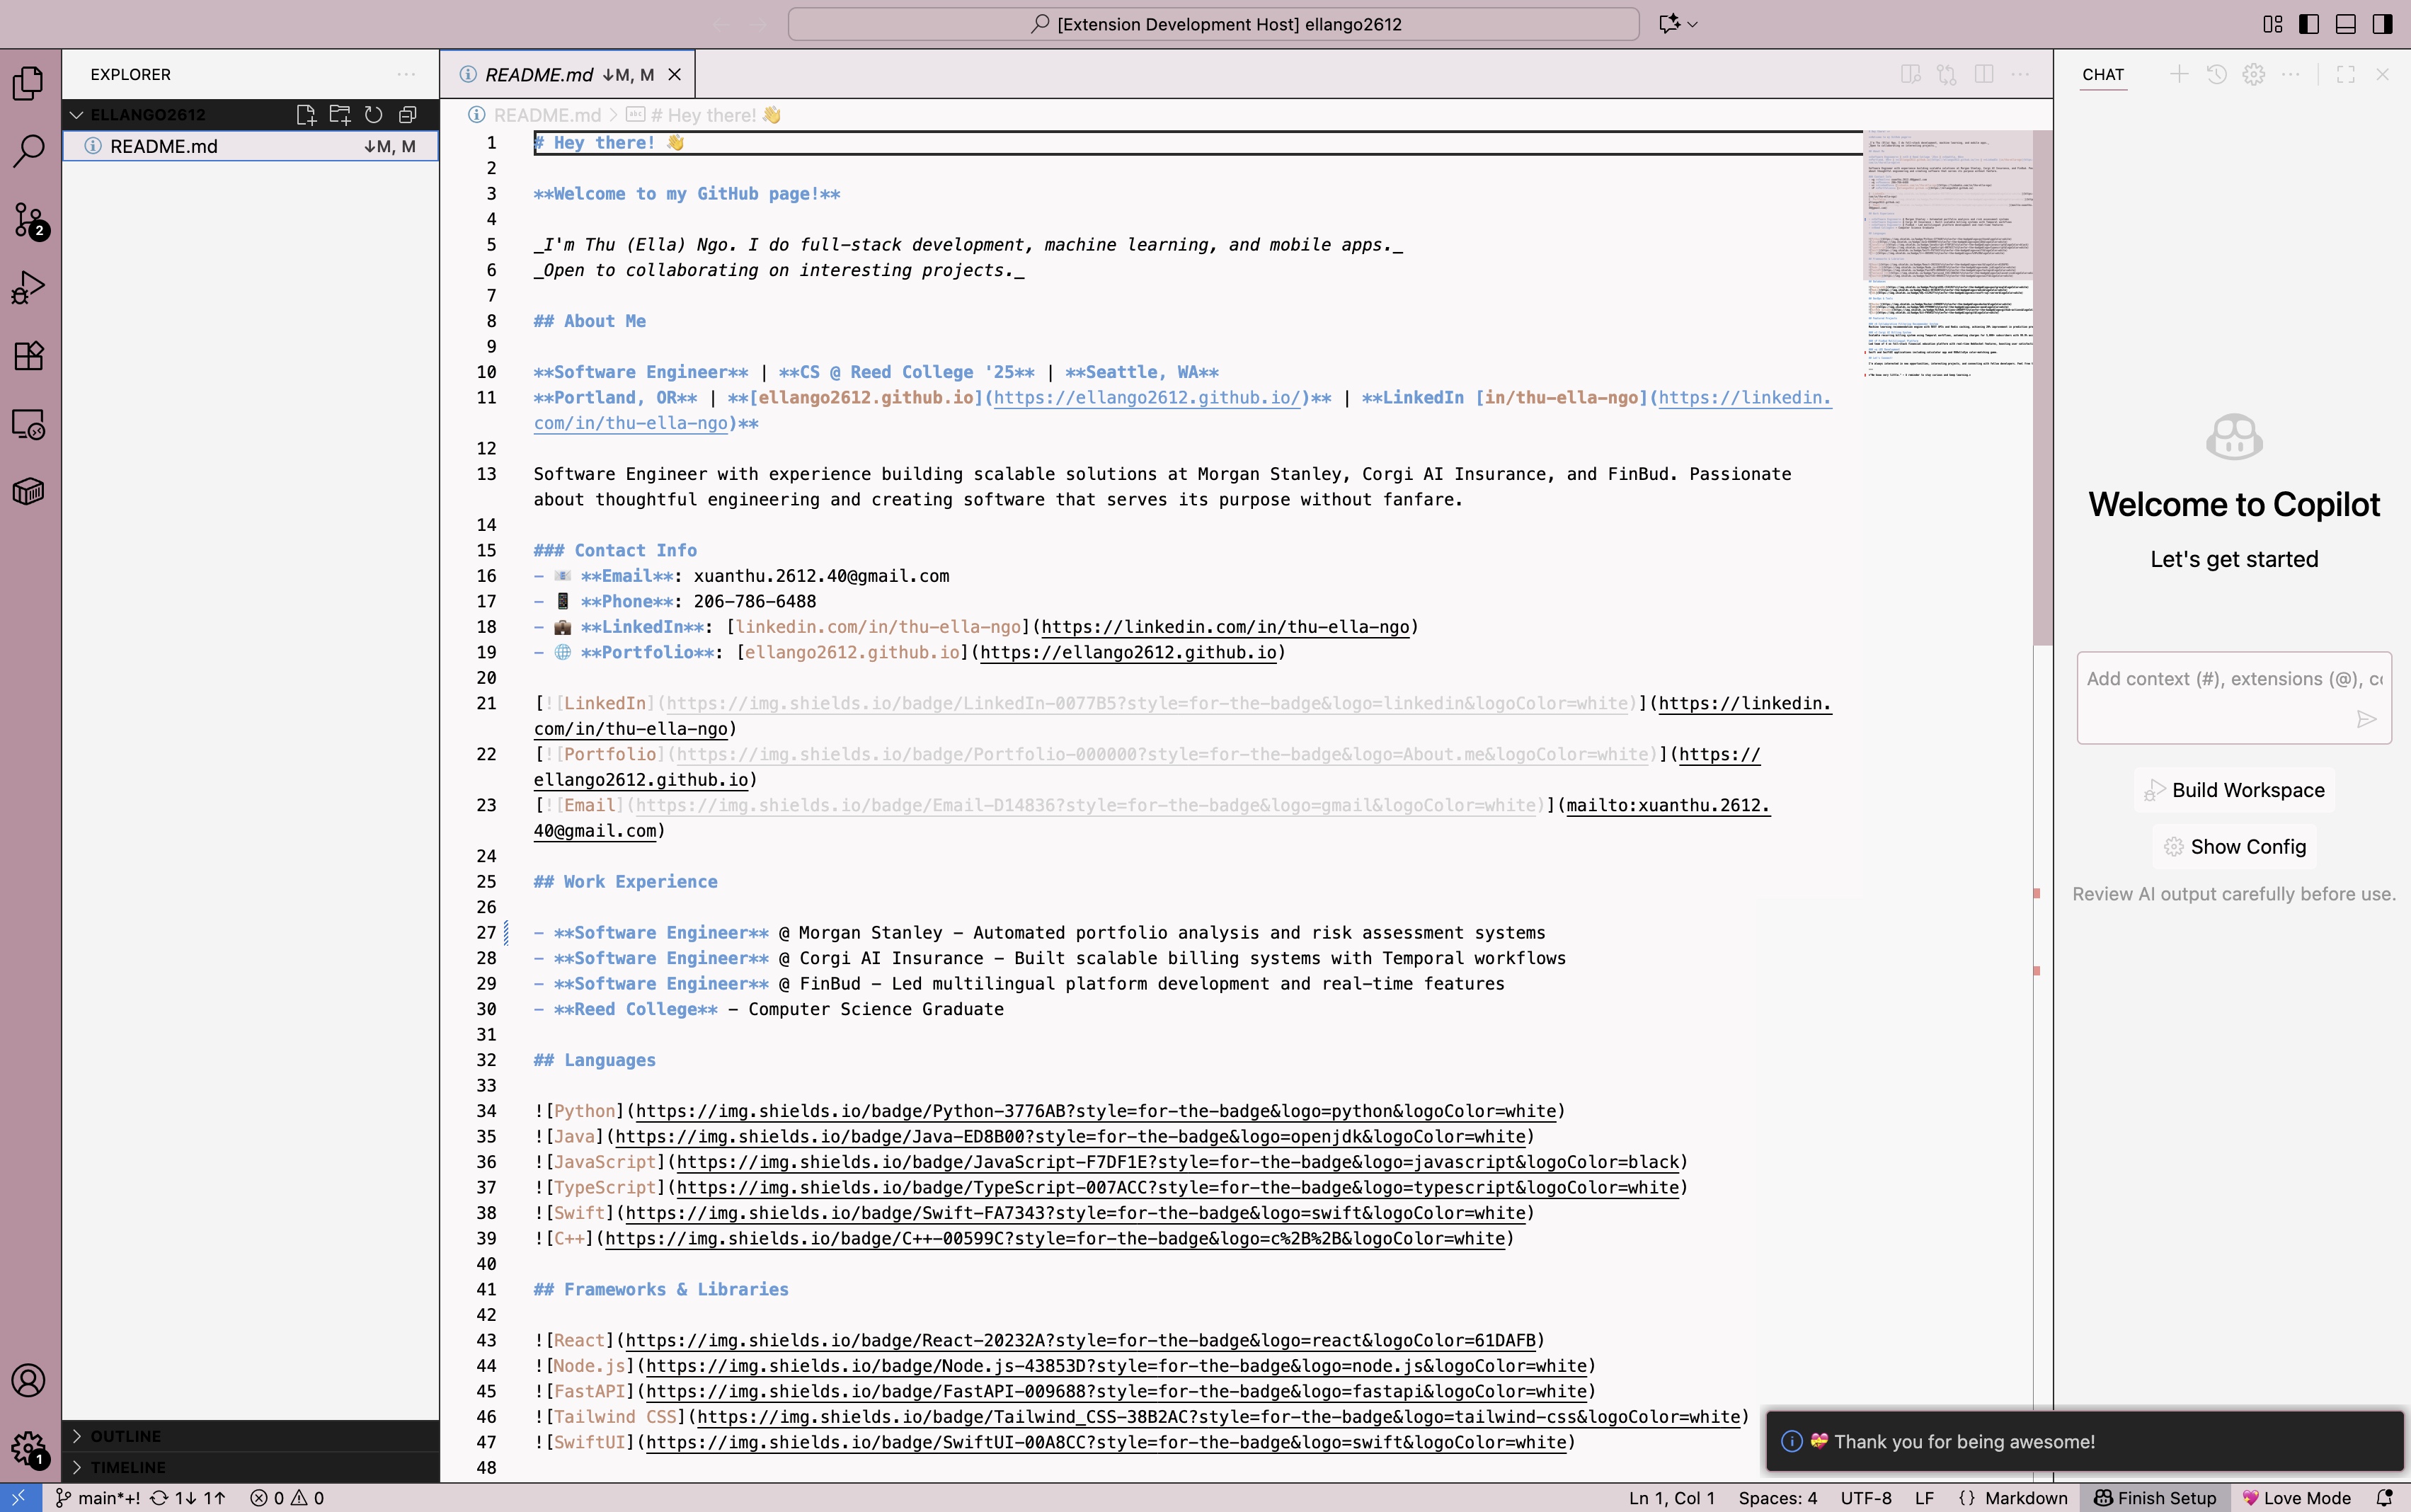 [Extension Development Host] ellango2612
EXPLORER
ELLANGO2612
README.md ↓M, M
OUTLINE
TIMELINE
README.md ↓M, M
README.md > # Hey there! 👋
1 # Hey there! 👋
2
3 **Welcome to my GitHub page!**
4
5 _I'm Thu (Ella) Ngo. I do full-stack development, machine learning, and mobile apps._
6 _Open to collaborating on interesting projects._
7
8 ## About Me
9
10 **Software Engineer** | **CS @ Reed College '25** | **Seattle, WA**
11 **Portland, OR** | **[ellango2612.github.io](https://ellango2612.github.io/)** | **LinkedIn [in/thu-ella-ngo](https://linkedin.
com/in/thu-ella-ngo)**
12
13 Software Engineer with experience building scalable solutions at Morgan Stanley, Corgi AI Insurance, and FinBud. Passionate
about thoughtful engineering and creating software that serves its purpose without fanfare.
14
15 ### Contact Info
16 - 📧 **Email**: xuanthu.2612.40@gmail.com
17 - 📱 **Phone**: 206-786-6488
18 - 💼 **LinkedIn**: [linkedin.com/in/thu-ella-ngo](https://linkedin.com/in/thu-ella-ngo)
19 - 🌐 **Portfolio**: [ellango2612.github.io](https://ellango2612.github.io)
20
21 [![LinkedIn](https://img.shields.io/badge/LinkedIn-0077B5?style=for-the-badge&logo=linkedin&logoColor=white)](https://linkedin.
com/in/thu-ella-ngo)
22 [![Portfolio](https://img.shields.io/badge/Portfolio-000000?style=for-the-badge&logo=About.me&logoColor=white)](https://
ellango2612.github.io)
23 [![Email](https://img.shields.io/badge/Email-D14836?style=for-the-badge&logo=gmail&logoColor=white)](mailto:xuanthu.2612.
40@gmail.com)
24
25 ## Work Experience
26
27 - **Software Engineer** @ Morgan Stanley - Automated portfolio analysis and risk assessment systems
28 - **Software Engineer** @ Corgi AI Insurance - Built scalable billing systems with Temporal workflows
29 - **Software Engineer** @ FinBud - Led multilingual platform development and real-time features
30 - **Reed College** - Computer Science Graduate
31
32 ## Languages
33
34 ![Python](https://img.shields.io/badge/Python-3776AB?style=for-the-badge&logo=python&logoColor=white)
35 ![Java](https://img.shields.io/badge/Java-ED8B00?style=for-the-badge&logo=openjdk&logoColor=white)
36 ![JavaScript](https://img.shields.io/badge/JavaScript-F7DF1E?style=for-the-badge&logo=javascript&logoColor=black)
37 ![TypeScript](https://img.shields.io/badge/TypeScript-007ACC?style=for-the-badge&logo=typescript&logoColor=white)
38 ![Swift](https://img.shields.io/badge/Swift-FA7343?style=for-the-badge&logo=swift&logoColor=white)
39 ![C++](https://img.shields.io/badge/C++-00599C?style=for-the-badge&logo=c%2B%2B&logoColor=white)
40
41 ## Frameworks & Libraries
42
43 ![React](https://img.shields.io/badge/React-20232A?style=for-the-badge&logo=react&logoColor=61DAFB)
44 ![Node.js](https://img.shields.io/badge/Node.js-43853D?style=for-the-badge&logo=node.js&logoColor=white)
45 ![FastAPI](https://img.shields.io/badge/FastAPI-009688?style=for-the-badge&logo=fastapi&logoColor=white)
46 ![Tailwind CSS](https://img.shields.io/badge/Tailwind_CSS-38B2AC?style=for-the-badge&logo=tailwind-css&logoColor=white)
47 ![SwiftUI](https://img.shields.io/badge/SwiftUI-00A8CC?style=for-the-badge&logo=swift&logoColor=white)
48
CHAT
Welcome to Copilot
Let's get started
Add context (#), extensions (@), co
Build Workspace
Show Config
Review AI output carefully before use.
💝 Thank you for being awesome!
2
1
main*+! 1↓ 1↑ 0 0
Ln 1, Col 1 Spaces: 4 UTF-8 LF {} Markdown Finish Setup 💖 Love Mode